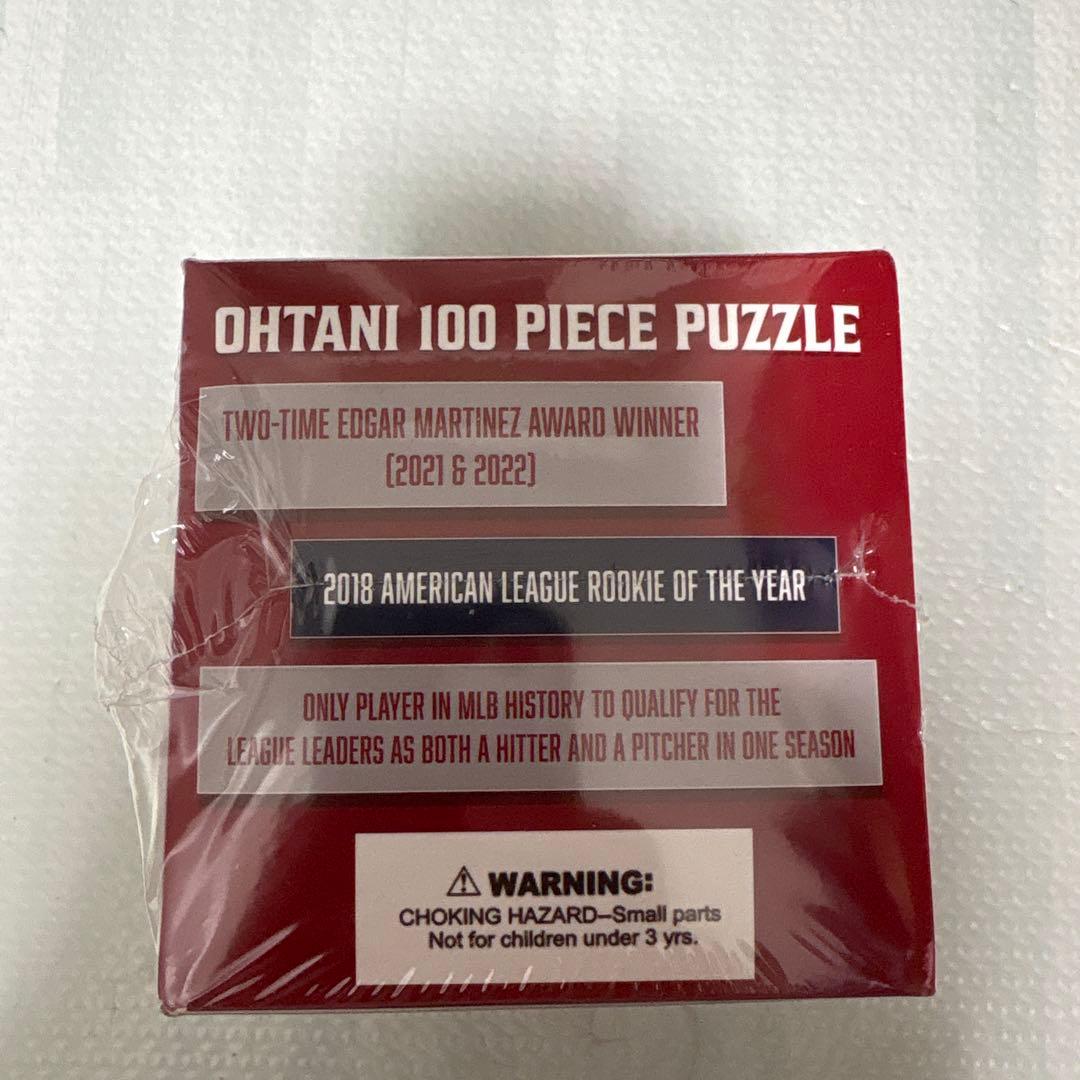 OHTANI 100 PIECE PUZZLE
TWO-TIME EDGAR MARTINEZ AWARD WINNER
(2021 & 2022)
2018 AMERICAN LEAGUE ROOKIE OF THE YEAR
ONLY PLAYER IN MLB HISTORY TO QUALIFY FOR THE
LEAGUE LEADERS AS BOTH A HITTER AND A PITCHER IN ONE SEASON
⚠ WARNING:
CHOKING HAZARD–Small parts
Not for children under 3 yrs.